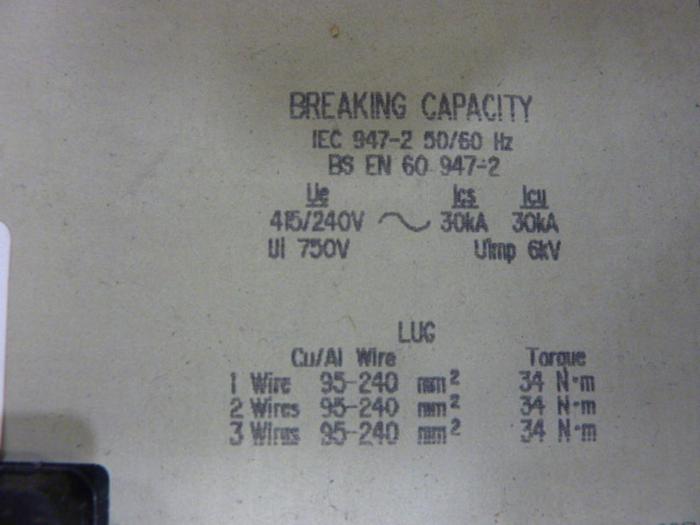 BREAKING CAPACITY
IEC 947-2 50/60 Hz
BS EN 60 947-2
Ue Ics Icu
415/240V 30kA 30kA
Ui 750V Uimp 6kV
LUG
Cu/Al Wire Torque
1 Wire 95-240 mm² 34 N·m
2 Wires 95-240 mm² 34 N·m
3 Wires 95-240 mm² 34 N·m